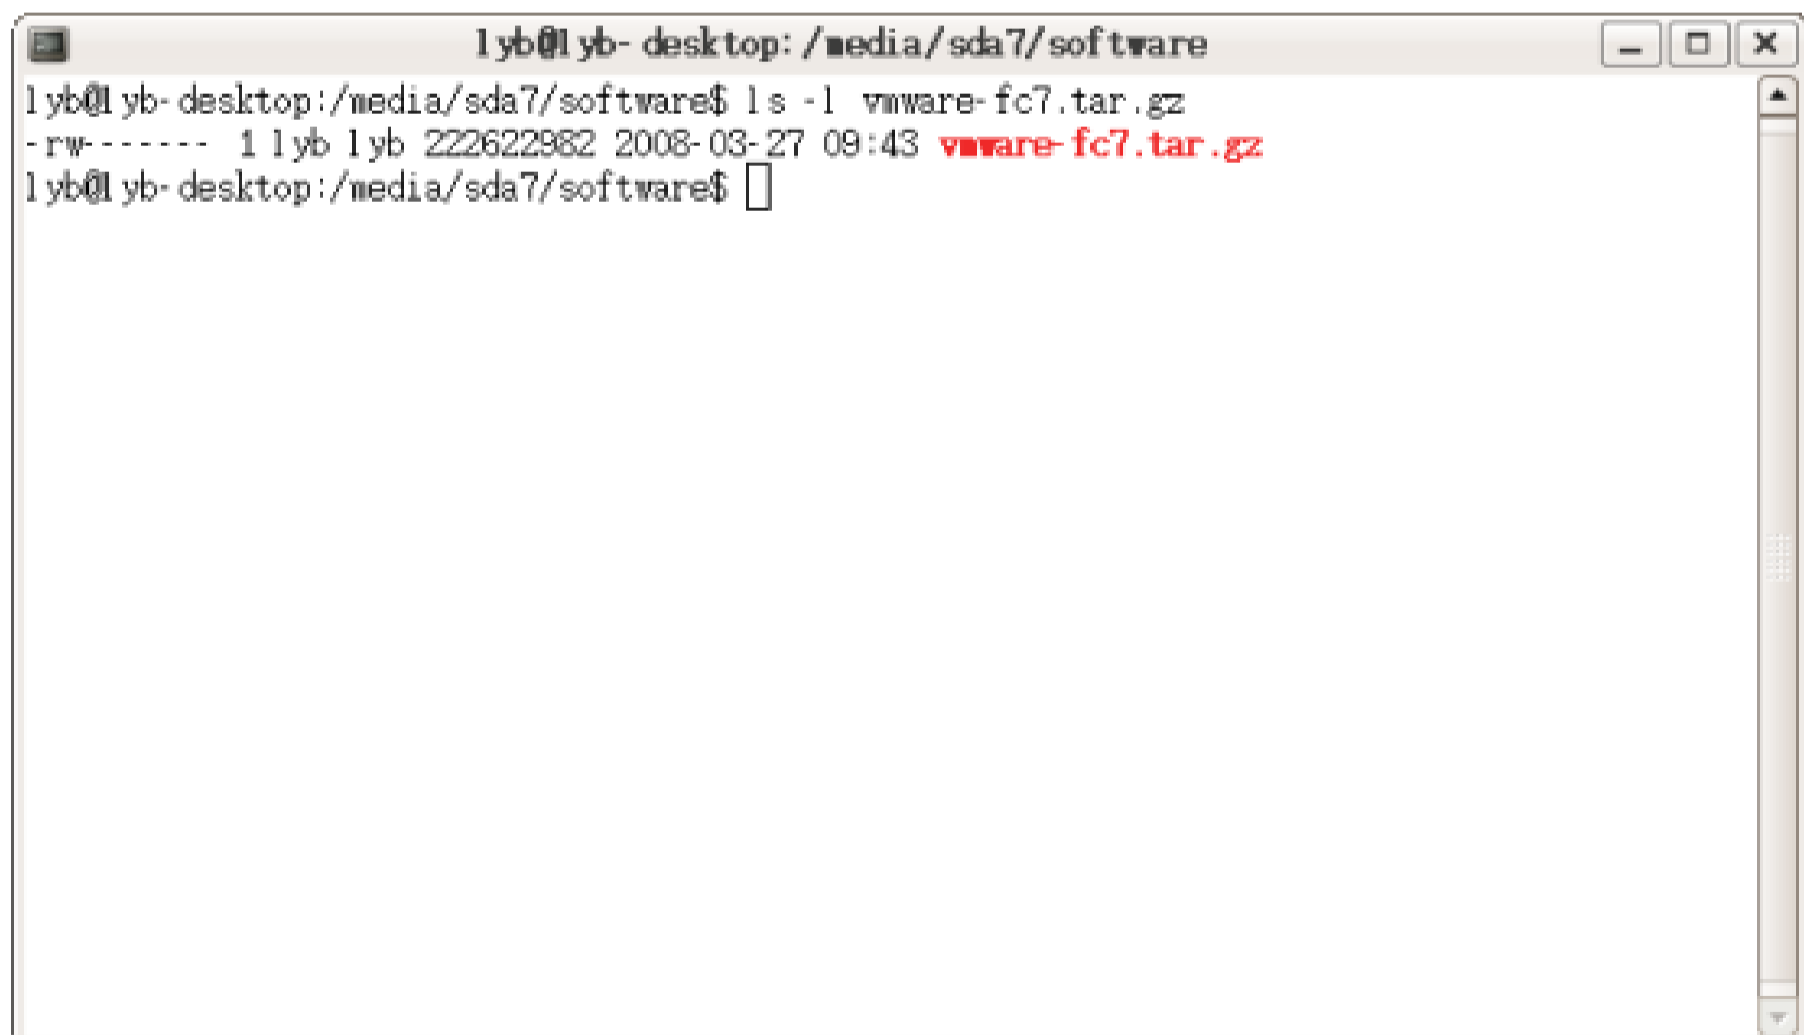 lyb@lyb-desktop:/media/sda7/software
lyb@lyb-desktop:/media/sda7/software$ ls -l vmware-fc7.tar.gz
-rw------- 1 lyb lyb 222622982 2008-03-27 09:43 vmware-fc7.tar.gz
lyb@lyb-desktop:/media/sda7/software$